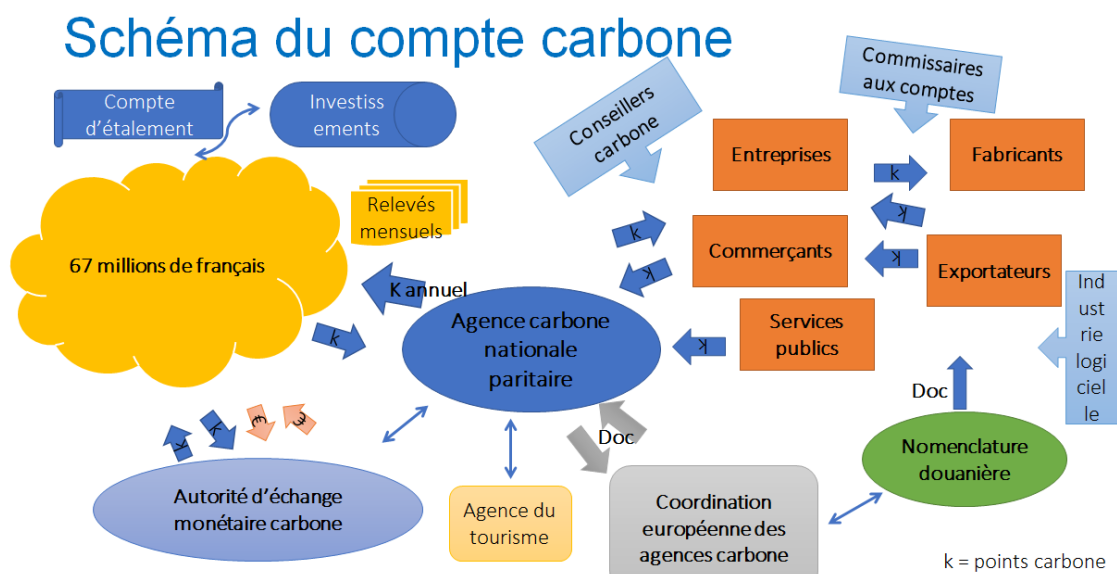 Schéma du compte carbone
Compte
d'étalement
Investiss
ements
Conseillers
carbone
Commissaires
aux comptes
Entreprises
Fabricants
k
Relevés
mensuels
k
k
67 millions de français
k
Commerçants
k
k
Exportateurs
K annuel
Ind
ust
rie
logi
ciel
le
Agence carbone
nationale
paritaire
k
k
Services
publics
Doc
k
k
€
€
Doc
Nomenclature
douanière
Autorité d'échange
monétaire carbone
Agence du
tourisme
Coordination
européenne des
agences carbone
k = points carbone